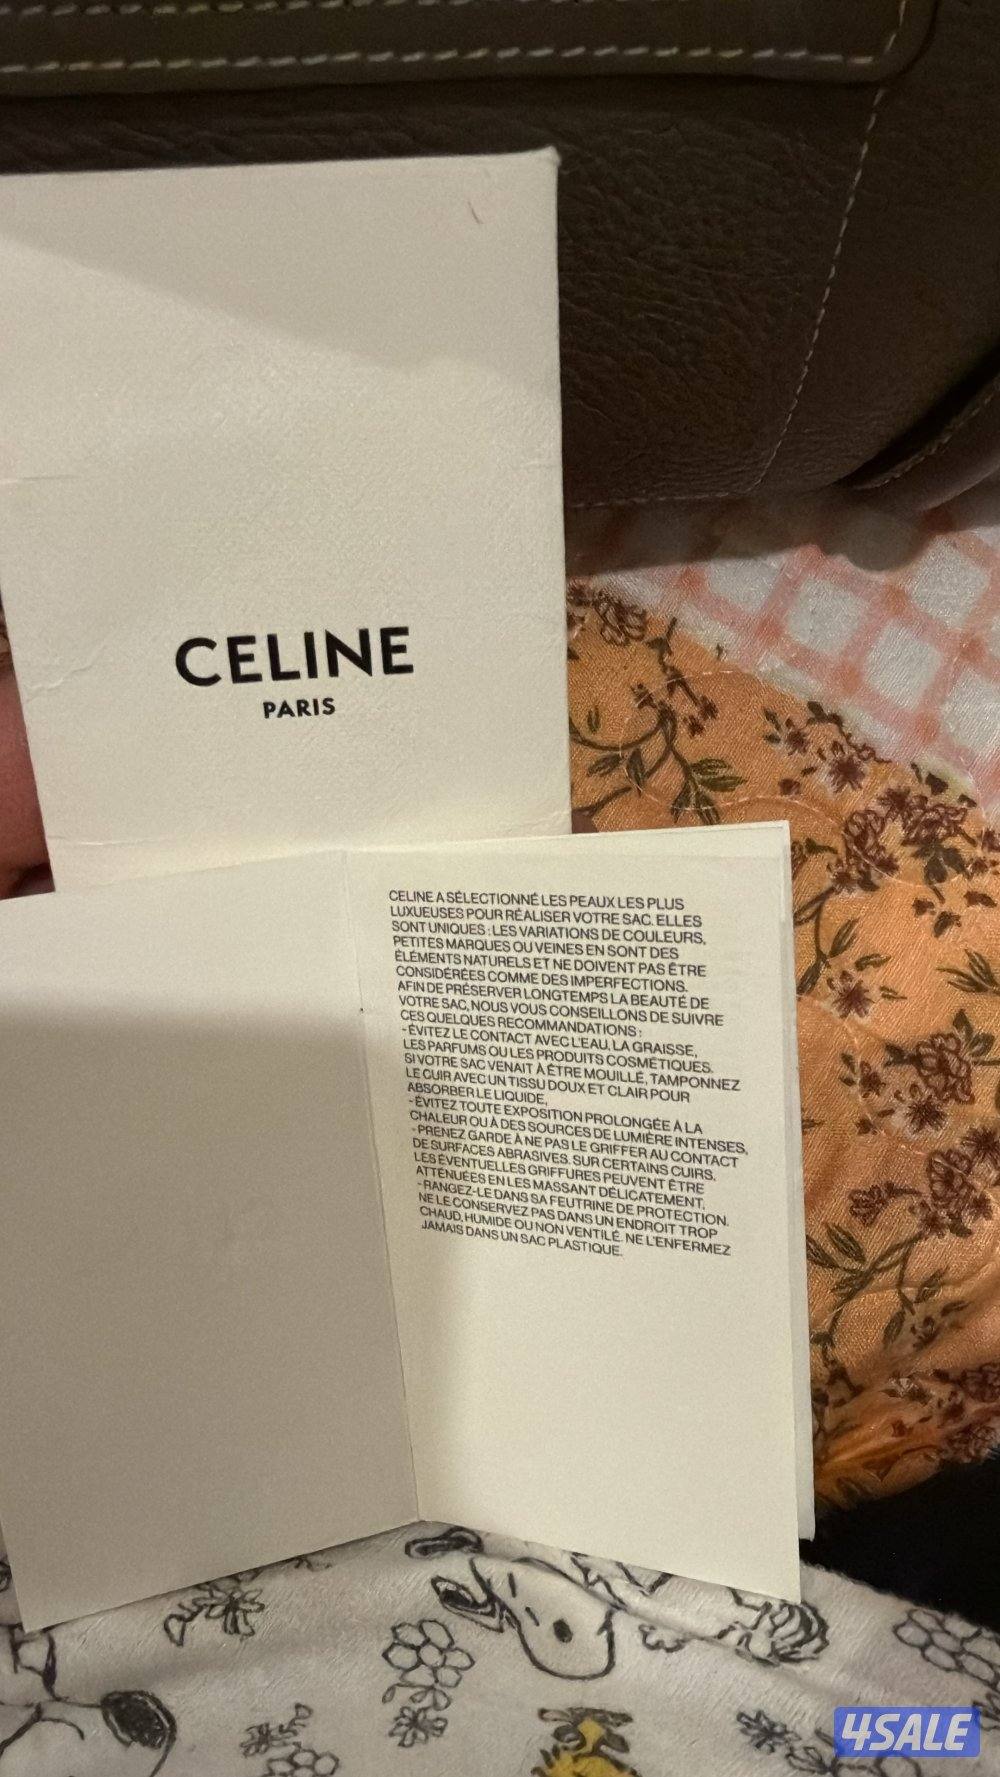 CELINE
PARIS
CELINE A SÉLECTIONNÉ LES PEAUX LES PLUS
LUXUEUSES POUR RÉALISER VOTRE SAC. ELLES
SONT UNIQUES : LES VARIATIONS DE COULEURS,
PETITES MARQUES OU VEINES EN SONT DES
ÉLÉMENTS NATURELS ET NE DOIVENT PAS ÊTRE
CONSIDÉRÉES COMME DES IMPERFECTIONS.
AFIN DE PRÉSERVER LONGTEMPS LA BEAUTÉ DE
VOTRE SAC, NOUS VOUS CONSEILLONS DE SUIVRE
CES QUELQUES RECOMMANDATIONS :
- ÉVITEZ LE CONTACT AVEC L'EAU, LA GRAISSE,
LES PARFUMS OU LES PRODUITS COSMÉTIQUES.
SI VOTRE SAC VENAIT À ÊTRE MOUILLÉ, TAMPONNEZ
LE CUIR AVEC UN TISSU DOUX ET CLAIR POUR
ABSORBER LE LIQUIDE,
- ÉVITEZ TOUTE EXPOSITION PROLONGÉE À LA
CHALEUR OU À DES SOURCES DE LUMIÈRE INTENSES,
- PRENEZ GARDE À NE PAS LE GRIFFER AU CONTACT
DE SURFACES ABRASIVES. SUR CERTAINS CUIRS,
LES ÉVENTUELLES GRIFFURES PEUVENT ÊTRE
ATTÉNUÉES EN LES MASSANT DÉLICATEMENT,
- RANGEZ-LE DANS SA FEUTRINE DE PROTECTION.
NE LE CONSERVEZ PAS DANS UN ENDROIT TROP
CHAUD, HUMIDE OU NON VENTILÉ. NE L'ENFERMEZ
JAMAIS DANS UN SAC PLASTIQUE.
4SALE